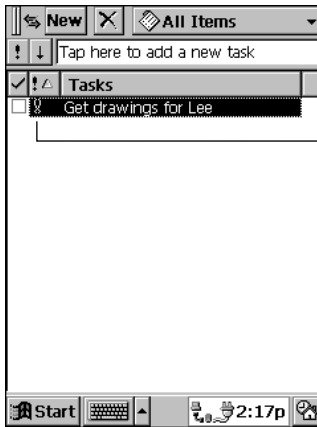 New All Items
Tap here to add a new task
Tasks
Get drawings for Lee
Start 2:17p